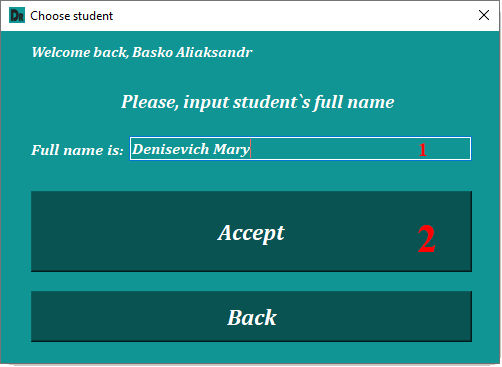 DR Choose student
Welcome back, Basko Aliaksandr
Please, input student`s full name
Full name is: Denisevich Mary 1
Accept 2
Back